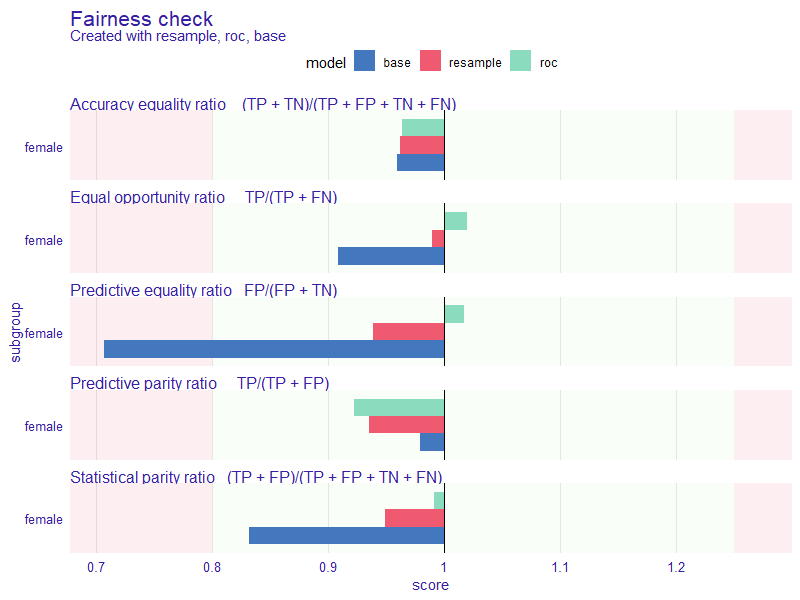 Fairness check
Created with resample, roc, base
model base resample roc
Accuracy equality ratio (TP + TN)/(TP + FP + TN + FN)
female
Equal opportunity ratio TP/(TP + FN)
female
Predictive equality ratio FP/(FP + TN)
female
subgroup
Predictive parity ratio TP/(TP + FP)
female
Statistical parity ratio (TP + FP)/(TP + FP + TN + FN)
female
0.7 0.8 0.9 1 1.1 1.2
score